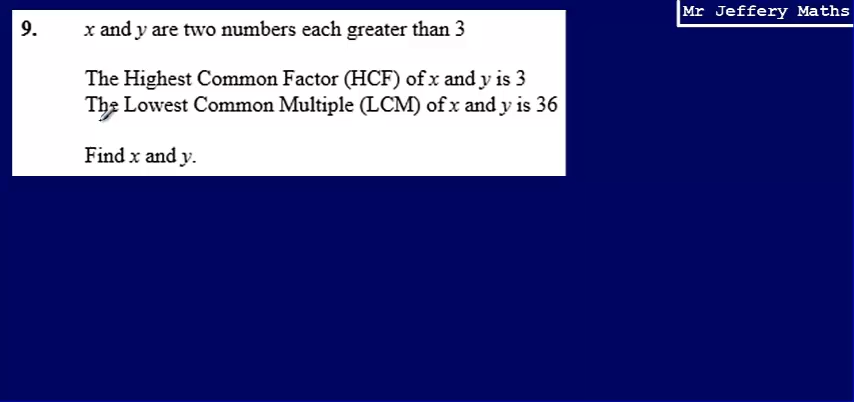 Mr Jeffery Maths
9. x and y are two numbers each greater than 3
The Highest Common Factor (HCF) of x and y is 3
The Lowest Common Multiple (LCM) of x and y is 36
Find x and y.